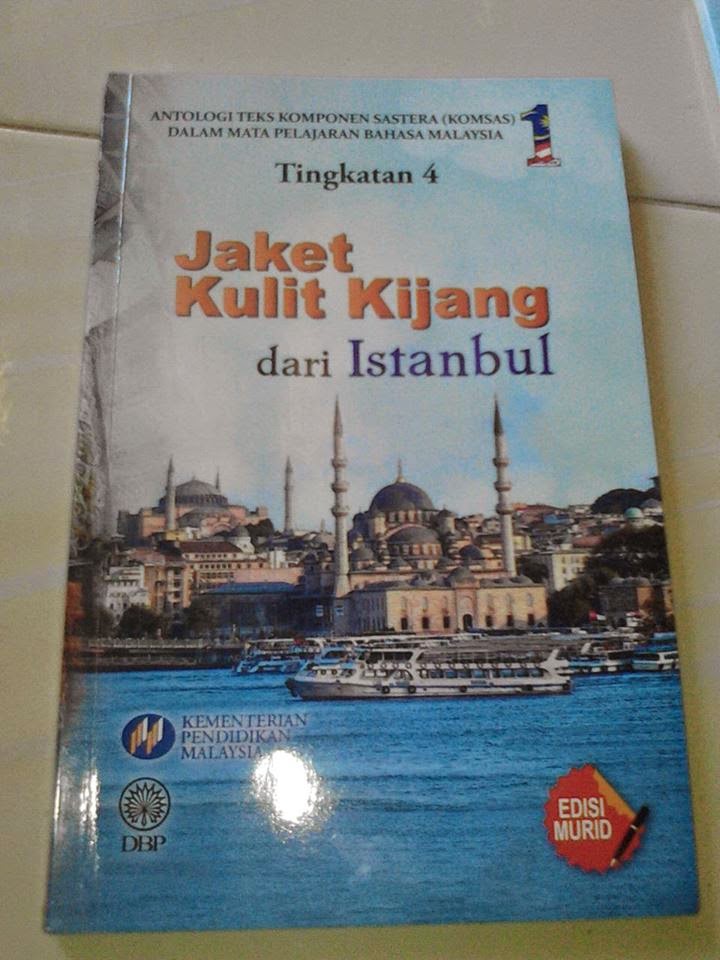 ANTOLOGI TEKS KOMPONEN SASTERA (KOMSAS)
DALAM MATA PELAJARAN BAHASA MALAYSIA
1
Tingkatan 4
Jaket
Kulit Kijang
dari Istanbul
KEMENTERIAN
PENDIDIKAN
MALAYSIA
DBP
EDISI
MURID